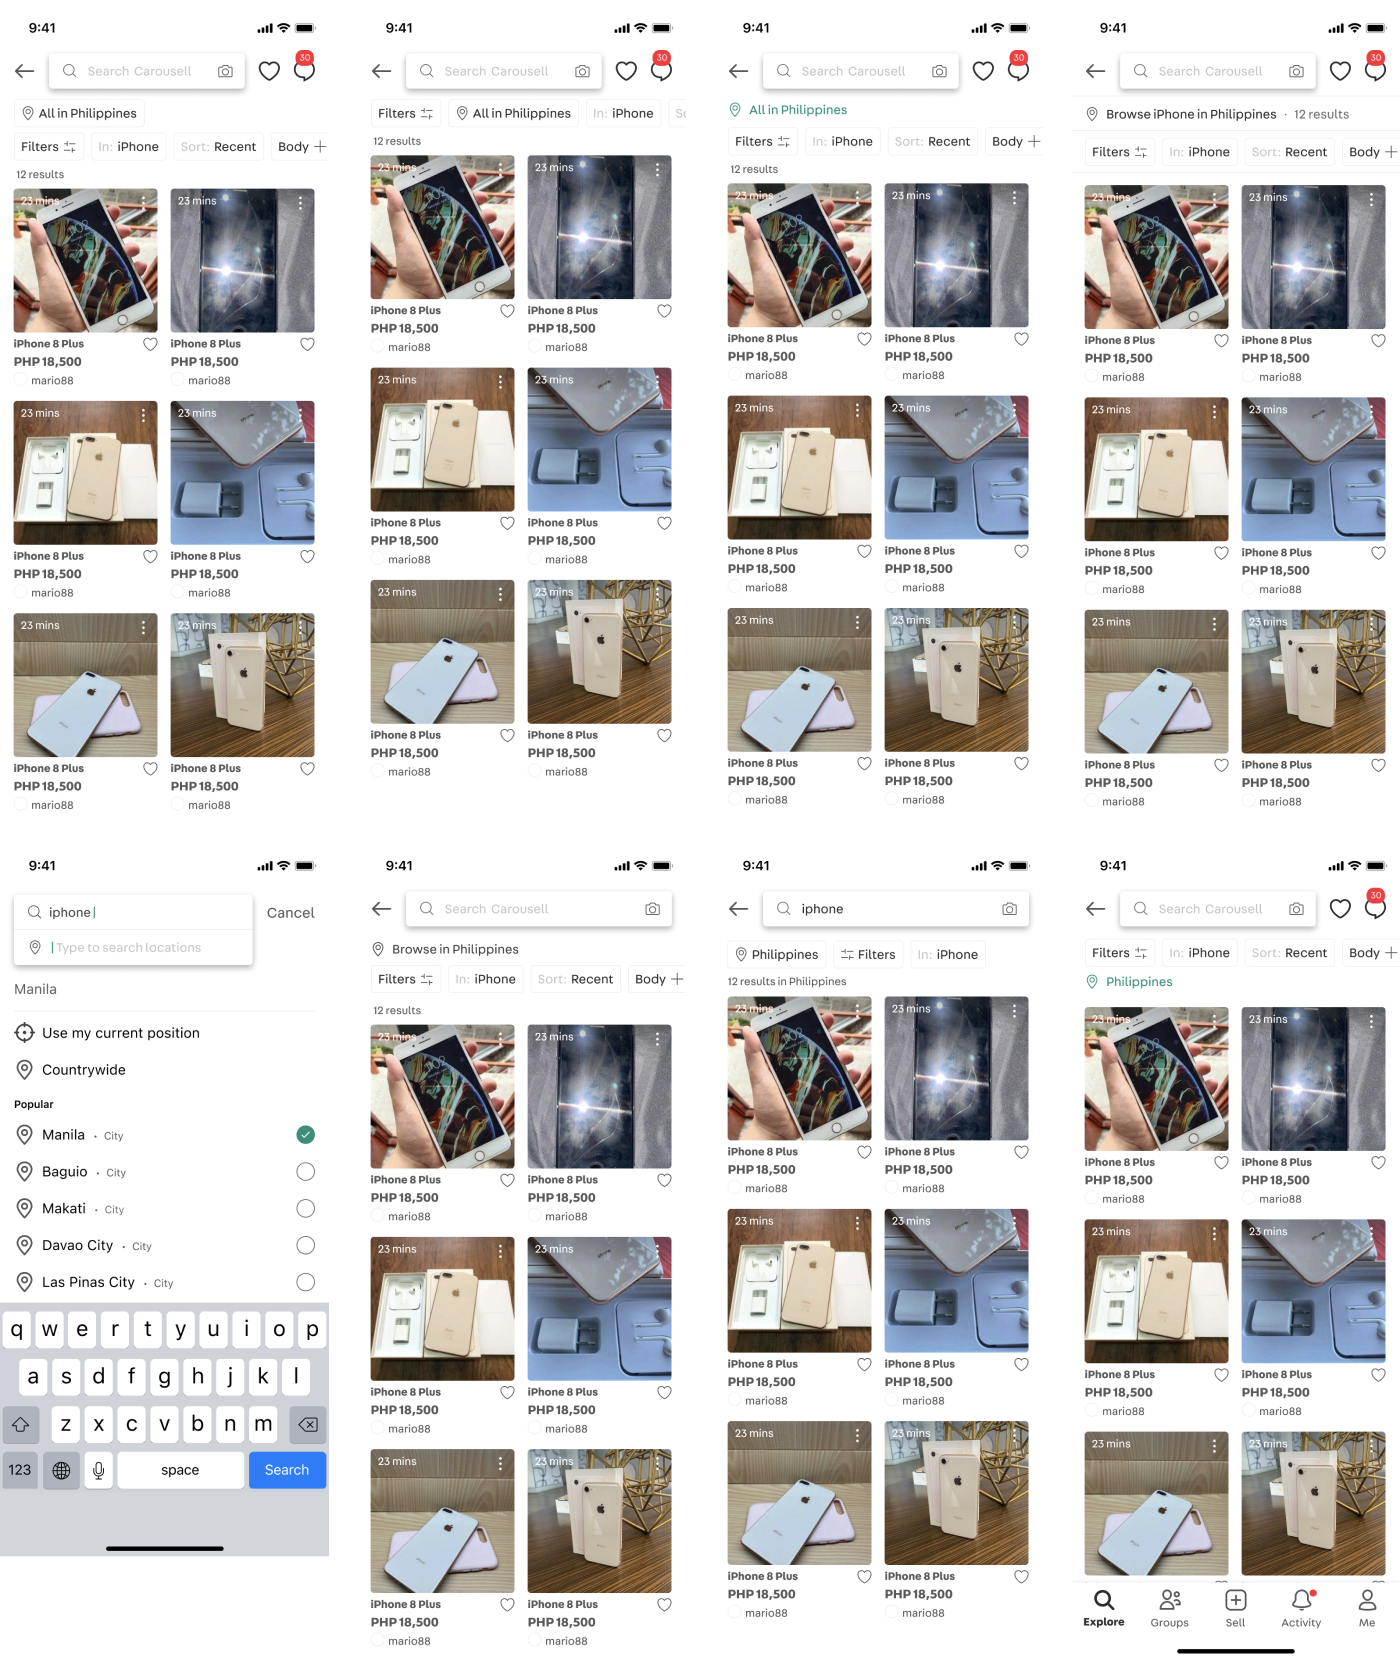 9:41
Search Carousell
30
All in Philippines
Filters In: iPhone Sort: Recent Body
12 results
23 mins 23 mins
iPhone 8 Plus iPhone 8 Plus
PHP 18,500 PHP 18,500
mario88 mario88
23 mins 23 mins
iPhone 8 Plus iPhone 8 Plus
PHP 18,500 PHP 18,500
mario88 mario88
23 mins 23 mins
iPhone 8 Plus iPhone 8 Plus
PHP 18,500 PHP 18,500
mario88 mario88
9:41
Search Carousell
30
Filters All in Philippines In: iPhone So
12 results
23 mins 23 mins
iPhone 8 Plus iPhone 8 Plus
PHP 18,500 PHP 18,500
mario88 mario88
23 mins 23 mins
iPhone 8 Plus iPhone 8 Plus
PHP 18,500 PHP 18,500
mario88 mario88
23 mins 23 mins
iPhone 8 Plus iPhone 8 Plus
PHP 18,500 PHP 18,500
mario88 mario88
9:41
Search Carousell
30
All in Philippines
Filters In: iPhone Sort: Recent Body
12 results
23 mins 23 mins
iPhone 8 Plus iPhone 8 Plus
PHP 18,500 PHP 18,500
mario88 mario88
23 mins 23 mins
iPhone 8 Plus iPhone 8 Plus
PHP 18,500 PHP 18,500
mario88 mario88
23 mins 23 mins
iPhone 8 Plus iPhone 8 Plus
PHP 18,500 PHP 18,500
mario88 mario88
9:41
Search Carousell
30
Browse iPhone in Philippines · 12 results
Filters In: iPhone Sort: Recent Body
23 mins 23 mins
iPhone 8 Plus iPhone 8 Plus
PHP 18,500 PHP 18,500
mario88 mario88
23 mins 23 mins
iPhone 8 Plus iPhone 8 Plus
PHP 18,500 PHP 18,500
mario88 mario88
23 mins 23 mins
iPhone 8 Plus iPhone 8 Plus
PHP 18,500 PHP 18,500
mario88 mario88
9:41
iphone Cancel
Type to search locations
Manila
Use my current position
Countrywide
Popular
Manila · City
Baguio · City
Makati · City
Davao City · City
Las Pinas City · City
q w e r t y u i o p
a s d f g h j k l
z x c v b n m
123 space Search
9:41
Search Carousell
Browse in Philippines
Filters In: iPhone Sort: Recent Body
12 results
23 mins 23 mins
iPhone 8 Plus iPhone 8 Plus
PHP 18,500 PHP 18,500
mario88 mario88
23 mins 23 mins
iPhone 8 Plus iPhone 8 Plus
PHP 18,500 PHP 18,500
mario88 mario88
23 mins 23 mins
iPhone 8 Plus iPhone 8 Plus
PHP 18,500 PHP 18,500
mario88 mario88
9:41
iphone
Philippines Filters In: iPhone
12 results in Philippines
23 mins 23 mins
iPhone 8 Plus iPhone 8 Plus
PHP 18,500 PHP 18,500
mario88 mario88
23 mins 23 mins
iPhone 8 Plus iPhone 8 Plus
PHP 18,500 PHP 18,500
mario88 mario88
23 mins 23 mins
iPhone 8 Plus iPhone 8 Plus
PHP 18,500 PHP 18,500
mario88 mario88
9:41
Search Carousell
30
Filters In: iPhone Sort: Recent Body
Philippines
23 mins 23 mins
iPhone 8 Plus iPhone 8 Plus
PHP 18,500 PHP 18,500
mario88 mario88
23 mins 23 mins
iPhone 8 Plus iPhone 8 Plus
PHP 18,500 PHP 18,500
mario88 mario88
23 mins 23 mins
Explore Groups Sell Activity Me